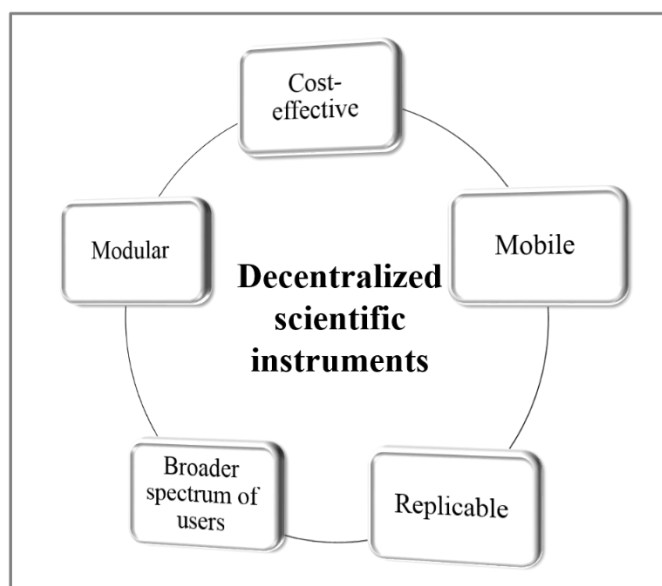 Cost-
effective
Modular
Mobile
Decentralized
scientific
instruments
Broader
spectrum of
users
Replicable